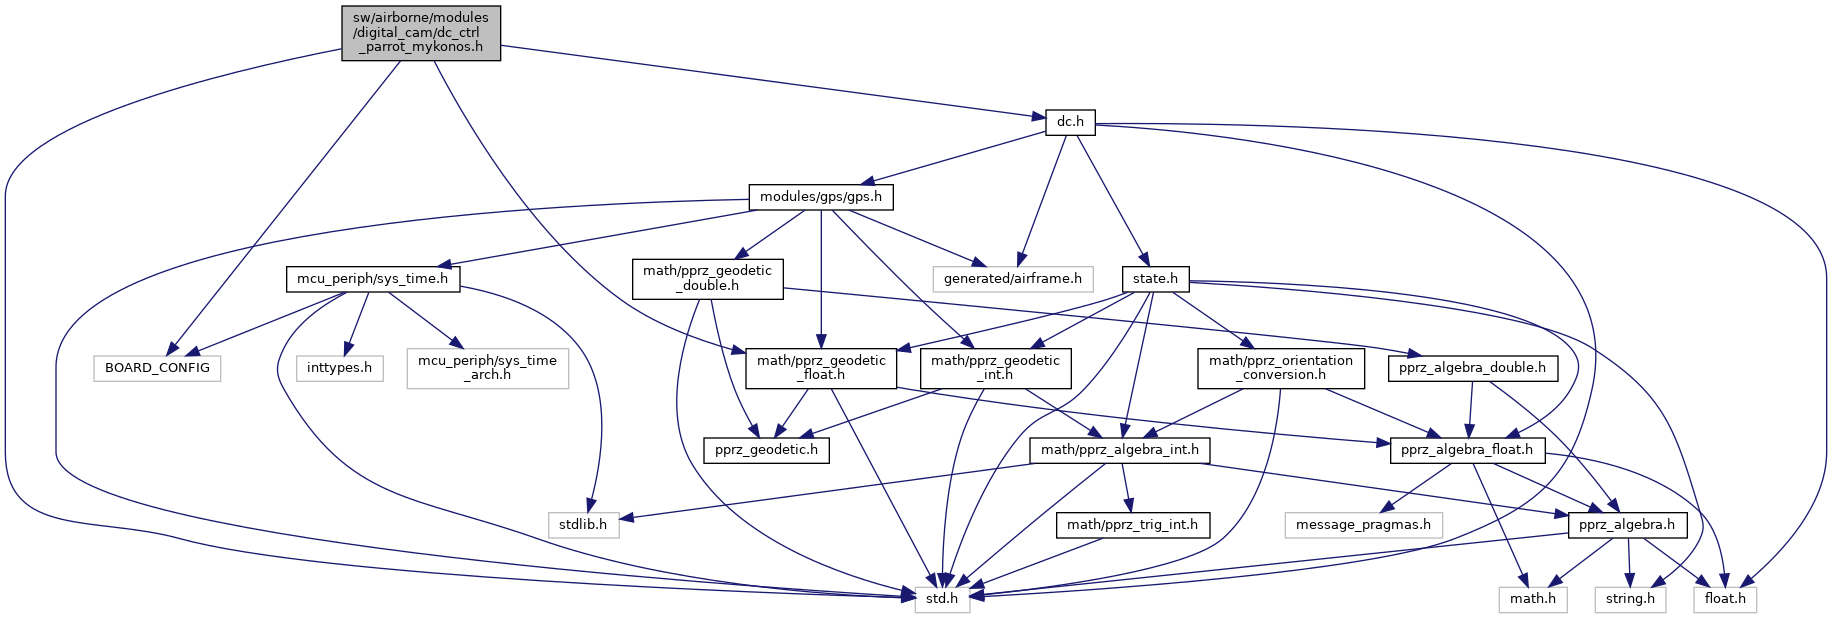 sw/airborne/modules
/digital_cam/dc_ctrl
_parrot_mykonos.h
dc.h
modules/gps/gps.h
mcu_periph/sys_time.h
math/pprz_geodetic
_double.h
generated/airframe.h
state.h
BOARD_CONFIG
inttypes.h
mcu_periph/sys_time
_arch.h
math/pprz_geodetic
_float.h
math/pprz_geodetic
_int.h
math/pprz_orientation
_conversion.h
pprz_algebra_double.h
pprz_geodetic.h
math/pprz_algebra_int.h
pprz_algebra_float.h
stdlib.h
math/pprz_trig_int.h
message_pragmas.h
pprz_algebra.h
std.h
math.h
string.h
float.h